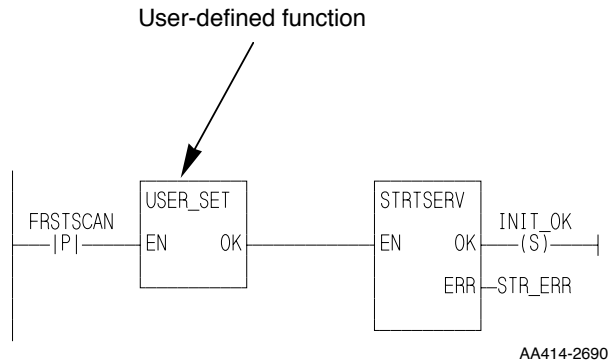 User-defined function
USER_SET
STRTSERV
FRSTSCAN
INIT_OK
|P|
EN OK
EN OK
(S)
ERR
STR_ERR
AA414-2690